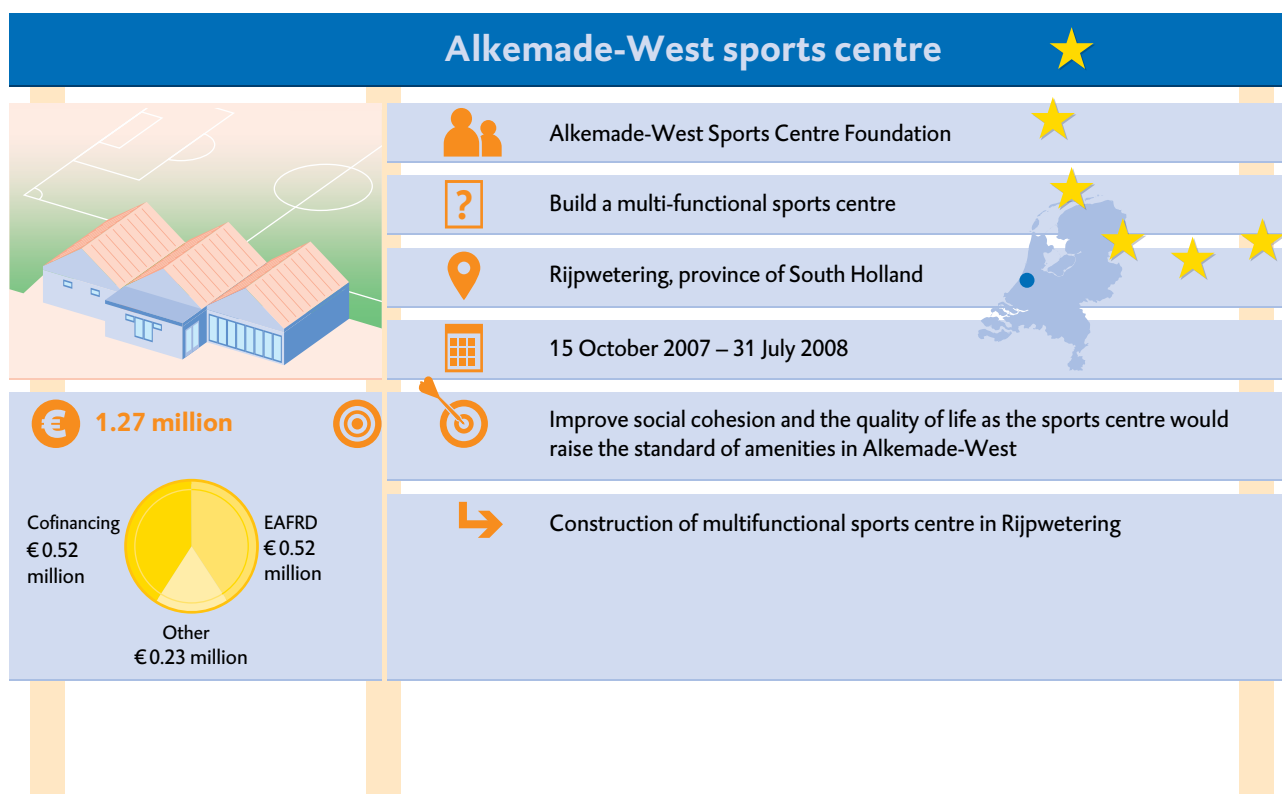 Alkemade-West sports centre
Alkemade-West Sports Centre Foundation
?
Build a multi-functional sports centre
Rijpwetering, province of South Holland
15 October 2007 – 31 July 2008
€ 1.27 million
Improve social cohesion and the quality of life as the sports centre would
raise the standard of amenities in Alkemade-West
Cofinancing
€ 0.52
million
EAFRD
€ 0.52
million
Other
€ 0.23 million
Construction of multifunctional sports centre in Rijpwetering